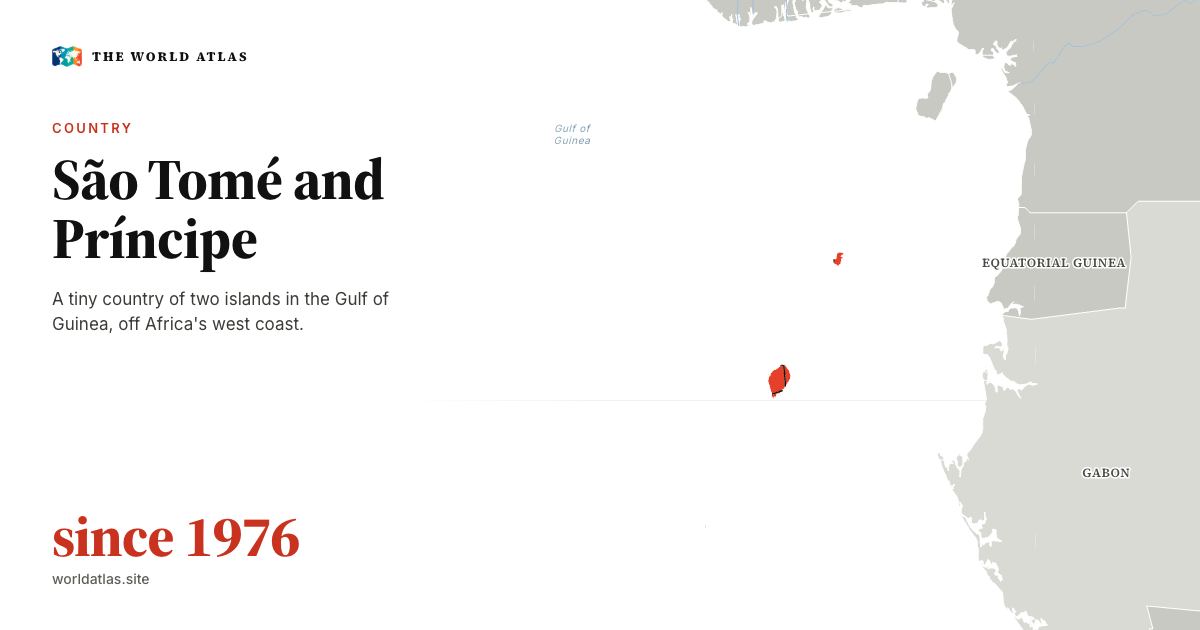 THE WORLD ATLAS
COUNTRY
São Tomé and
Príncipe
A tiny country of two islands in the Gulf of
Guinea, off Africa's west coast.
since 1976
worldatlas.site
Gulf of
Guinea
EQUATORIAL GUINEA
GABON